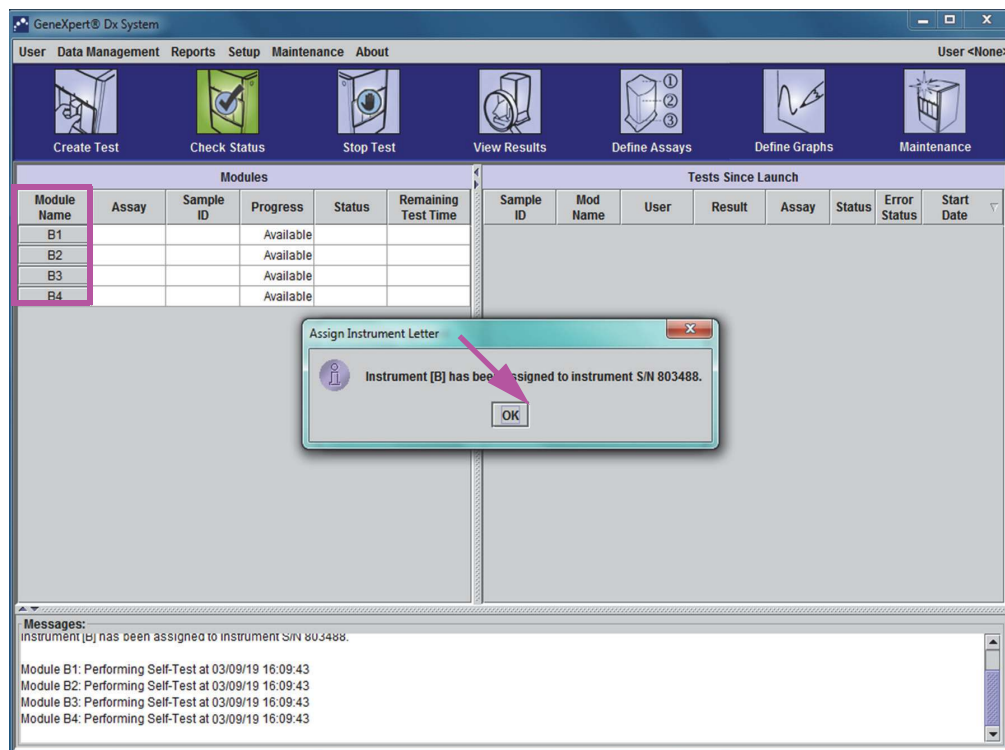 GeneXpert® Dx System
User Data Management Reports Setup Maintenance About User <None>
Create Test Check Status Stop Test View Results Define Assays Define Graphs Maintenance
① ② ③
Modules
Module Name Assay Sample ID Progress Status Remaining Test Time
B1 Available
B2 Available
B3 Available
B4 Available
Tests Since Launch
Sample ID Mod Name User Result Assay Status Error Status Start Date
Assign Instrument Letter
Instrument [B] has been assigned to instrument S/N 803488.
OK
Messages:
Instrument [B] has been assigned to instrument S/N 803488.
Module B1: Performing Self-Test at 03/09/19 16:09:43
Module B2: Performing Self-Test at 03/09/19 16:09:43
Module B3: Performing Self-Test at 03/09/19 16:09:43
Module B4: Performing Self-Test at 03/09/19 16:09:43